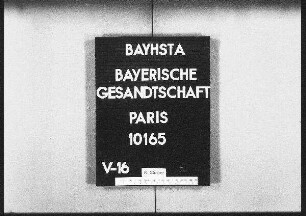 BAYHSTA
BAYERISCHE
GESANDTSCHAFT
PARIS
10165
V-16